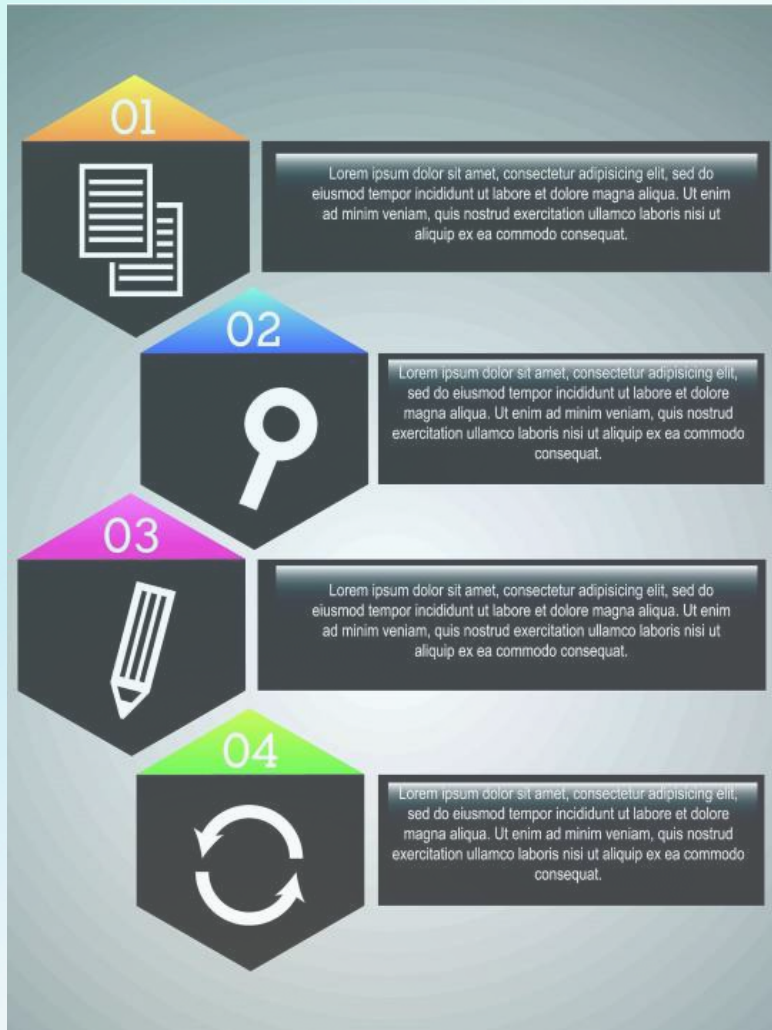 01
Lorem ipsum dolor sit amet, consectetur adipisicing elit, sed do
eiusmod tempor incididunt ut labore et dolore magna aliqua. Ut enim
ad minim veniam, quis nostrud exercitation ullamco laboris nisi ut
aliquip ex ea commodo consequat.
02
Lorem ipsum dolor sit amet, consectetur adipisicing elit,
sed do eiusmod tempor incididunt ut labore et dolore
magna aliqua. Ut enim ad minim veniam, quis nostrud
exercitation ullamco laboris nisi ut aliquip ex ea commodo
consequat.
03
Lorem ipsum dolor sit amet, consectetur adipisicing elit, sed do
eiusmod tempor incididunt ut labore et dolore magna aliqua. Ut enim
ad minim veniam, quis nostrud exercitation ullamco laboris nisi ut
aliquip ex ea commodo consequat.
04
Lorem ipsum dolor sit amet, consectetur adipisicing elit,
sed do eiusmod tempor incididunt ut labore et dolore
magna aliqua. Ut enim ad minim veniam, quis nostrud
exercitation ullamco laboris nisi ut aliquip ex ea commodo
consequat.